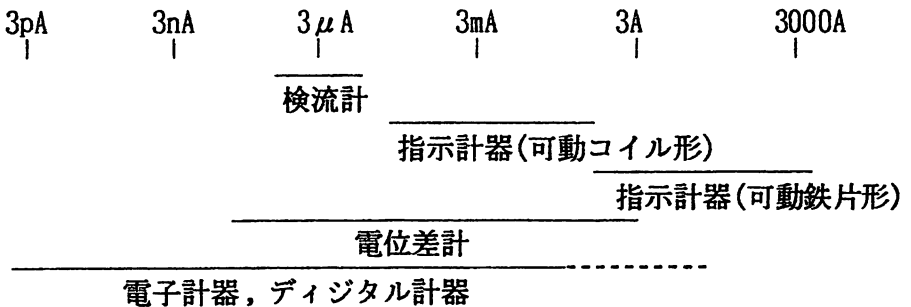 3pA 3nA 3μA 3mA 3A 3000A
検流計
指示計器(可動コイル形)
指示計器(可動鉄片形)
電位差計
電子計器，ディジタル計器